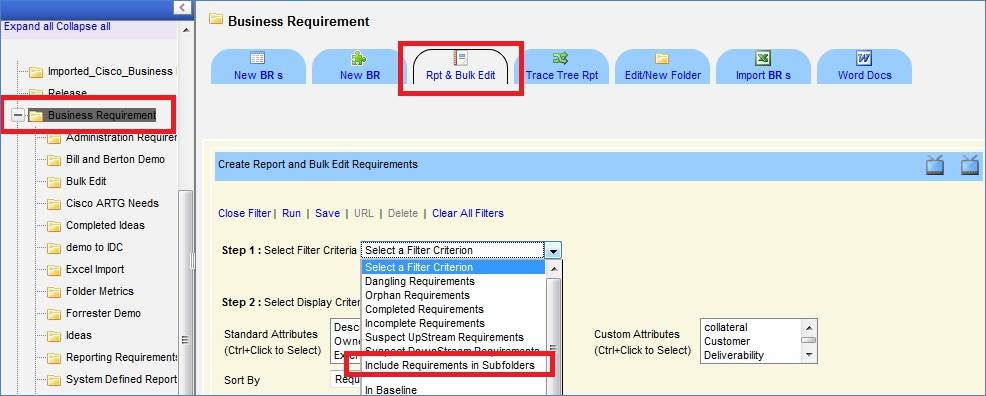 Expand all Collapse all
Imported_Cisco_Business
Release
Business Requirement
Administration Requirer
Bill and Berton Demo
Bulk Edit
Cisco ARTG Needs
Completed Ideas
demo to IDC
Excel Import
Folder Metrics
Forrester Demo
Ideas
Reporting Requirements
System Defined Report
Business Requirement
New BR s
New BR
Rpt & Bulk Edit
Trace Tree Rpt
Edit/New Folder
Import BR s
Word Docs
Create Report and Bulk Edit Requirements
Close Filter | Run | Save | URL | Delete | Clear All Filters
Step 1 : Select Filter Criteria Select a Filter Criterion
Select a Filter Criterion
Dangling Requirements
Orphan Requirements
Completed Requirements
Incomplete Requirements
Suspect UpStream Requirements
Suspect DownStream Requirements
Include Requirements in Subfolders
In Baseline
Step 2 : Select Display Criter
Standard Attributes
(Ctrl+Click to Select)
Desc
Owne
Exc
Custom Attributes
(Ctrl+Click to Select)
collateral
Customer
Deliverability
Sort By
Requ